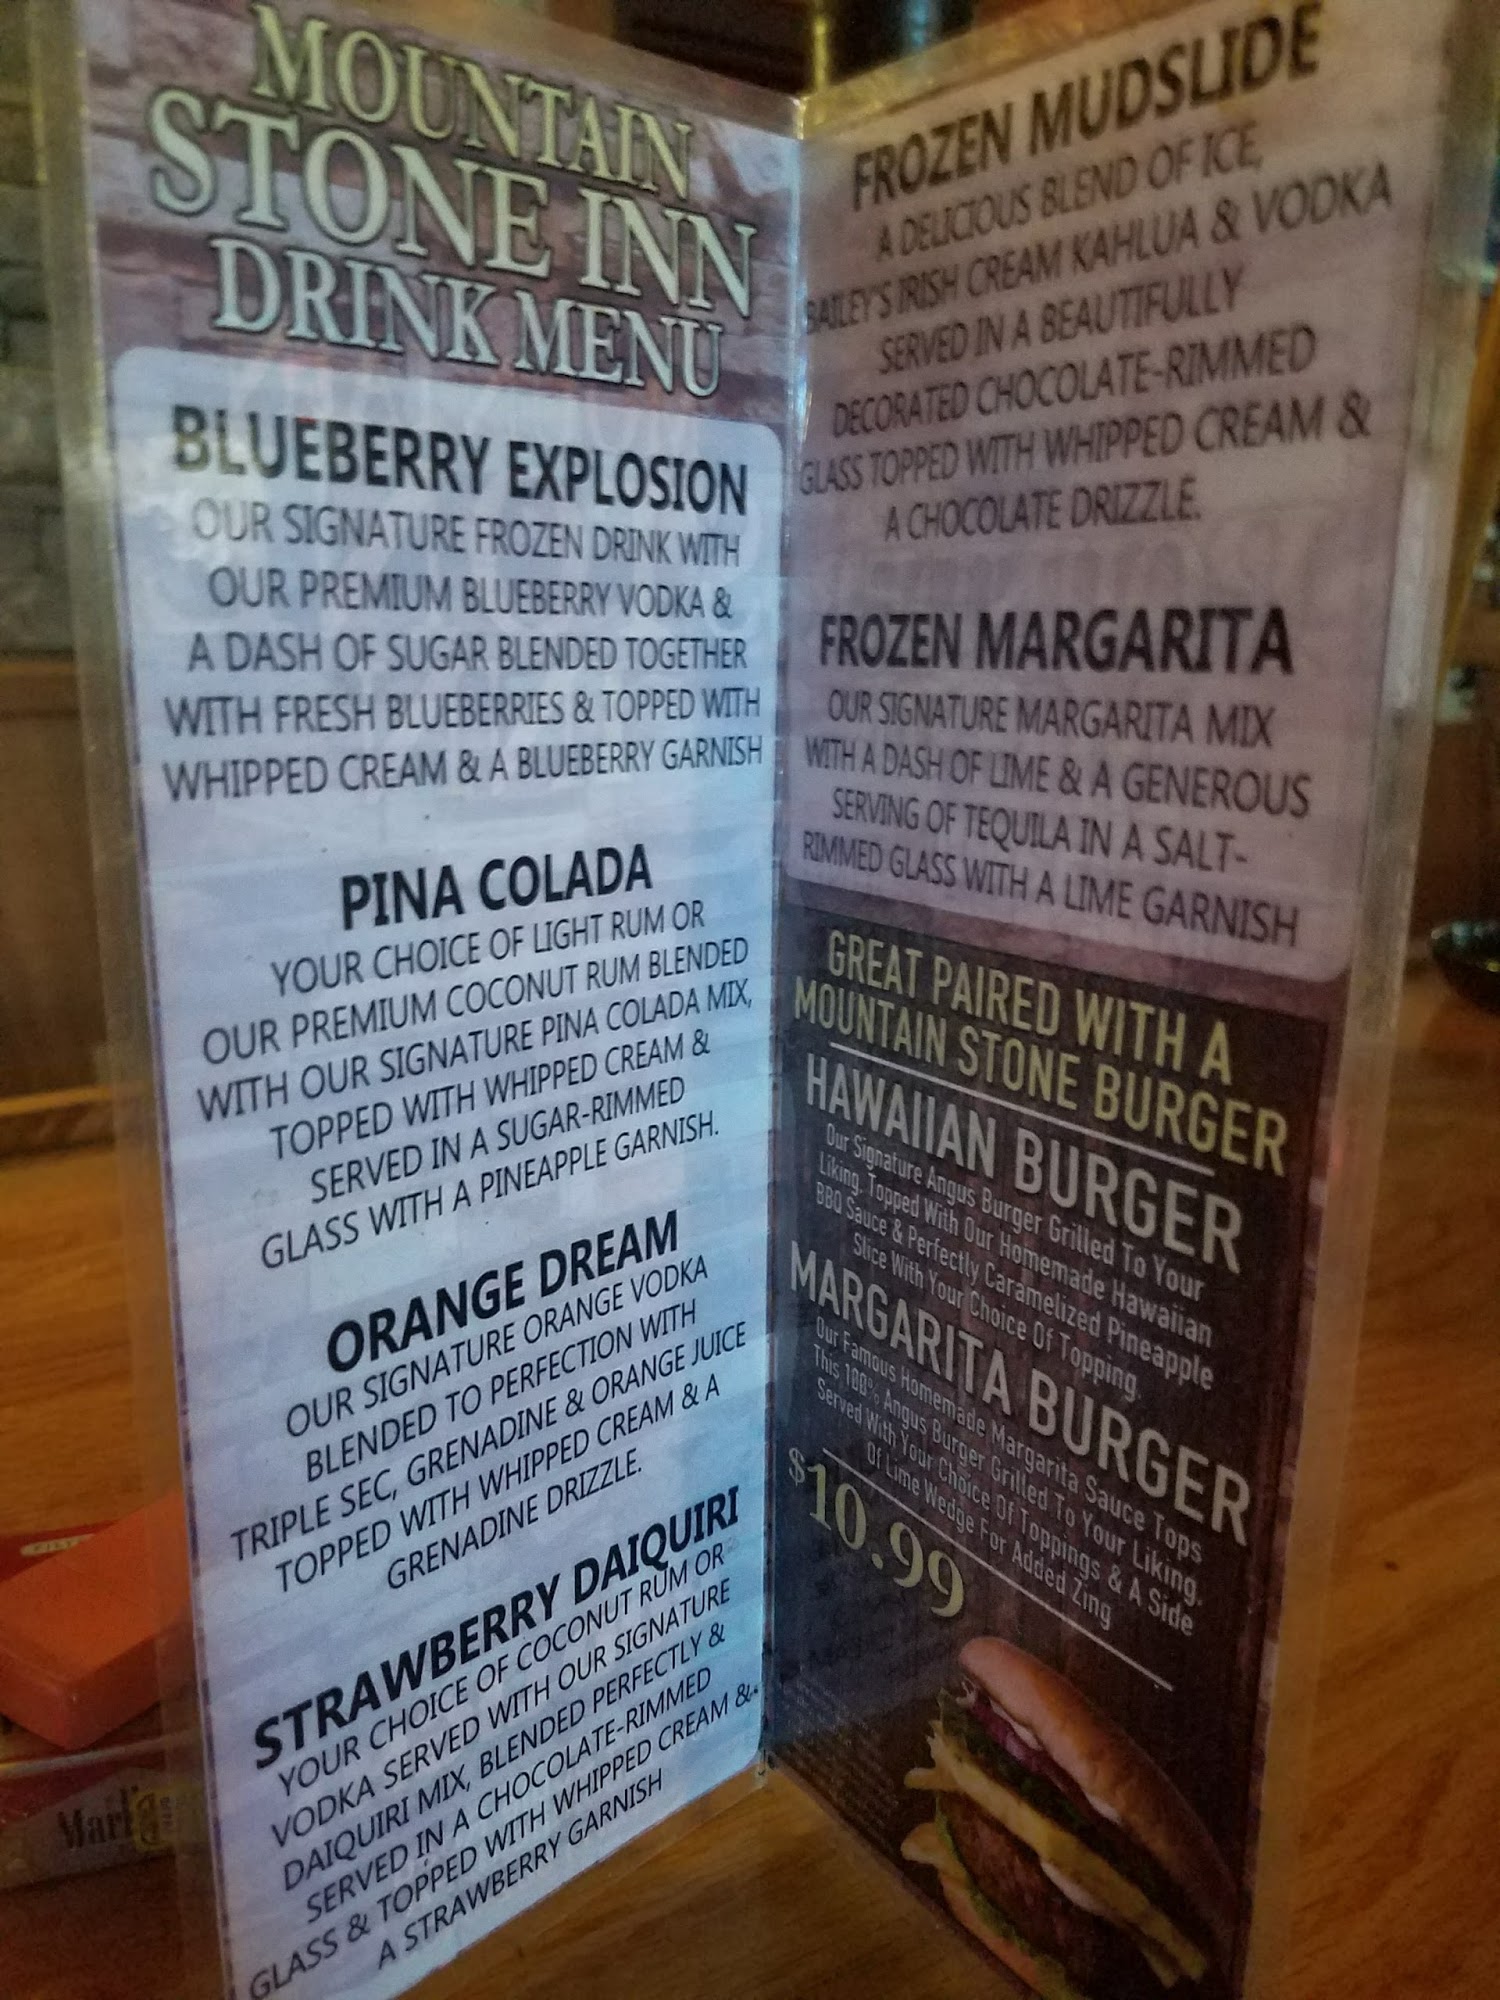 MOUNTAIN
STONE INN
DRINK MENU
BLUEBERRY EXPLOSION
OUR SIGNATURE FROZEN DRINK WITH
OUR PREMIUM BLUEBERRY VODKA &
A DASH OF SUGAR BLENDED TOGETHER
WITH FRESH BLUEBERRIES & TOPPED WITH
WHIPPED CREAM & A BLUEBERRY GARNISH
PINA COLADA
YOUR CHOICE OF LIGHT RUM OR
OUR PREMIUM COCONUT RUM BLENDED
WITH OUR SIGNATURE PINA COLADA MIX,
TOPPED WITH WHIPPED CREAM &
SERVED IN A SUGAR-RIMMED
GLASS WITH A PINEAPPLE GARNISH.
ORANGE DREAM
OUR SIGNATURE ORANGE VODKA
BLENDED TO PERFECTION WITH
TRIPLE SEC, GRENADINE & ORANGE JUICE
TOPPED WITH WHIPPED CREAM & A
GRENADINE DRIZZLE.
STRAWBERRY DAIQUIRI
YOUR CHOICE OF COCONUT RUM OR
VODKA SERVED WITH OUR SIGNATURE
DAIQUIRI MIX, BLENDED PERFECTLY &
SERVED IN A CHOCOLATE-RIMMED
GLASS & TOPPED WITH WHIPPED CREAM &
A STRAWBERRY GARNISH
FROZEN MUDSLIDE
A DELICIOUS BLEND OF ICE,
BAILEY'S IRISH CREAM KAHLUA & VODKA
SERVED IN A BEAUTIFULLY
DECORATED CHOCOLATE-RIMMED
GLASS TOPPED WITH WHIPPED CREAM &
A CHOCOLATE DRIZZLE.
FROZEN MARGARITA
OUR SIGNATURE MARGARITA MIX
WITH A DASH OF LIME & A GENEROUS
SERVING OF TEQUILA IN A SALT-
RIMMED GLASS WITH A LIME GARNISH
GREAT PAIRED WITH A
MOUNTAIN STONE BURGER
HAWAIIAN BURGER
Our Signature Angus Burger Grilled To Your
Liking. Topped With Our Homemade Hawaiian
BBQ Sauce & Perfectly Caramelized Pineapple
Slice With Your Choice Of Topping.
MARGARITA BURGER
Our Famous Homemade Margarita Sauce Tops
This 100% Angus Burger Grilled To Your Liking.
Served With Your Choice Of Toppings & A Side
Of Lime Wedge For Added Zing
$10.99